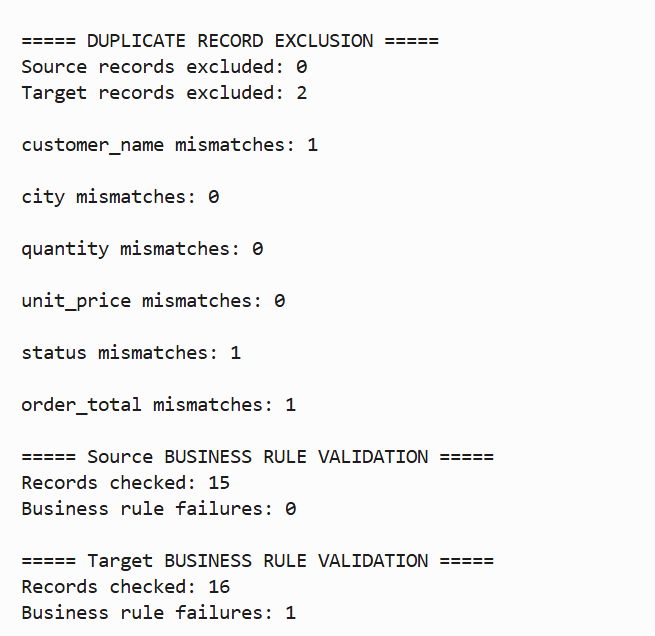 ===== DUPLICATE RECORD EXCLUSION =====
Source records excluded: 0
Target records excluded: 2
customer_name mismatches: 1
city mismatches: 0
quantity mismatches: 0
unit_price mismatches: 0
status mismatches: 1
order_total mismatches: 1
===== Source BUSINESS RULE VALIDATION =====
Records checked: 15
Business rule failures: 0
===== Target BUSINESS RULE VALIDATION =====
Records checked: 16
Business rule failures: 1